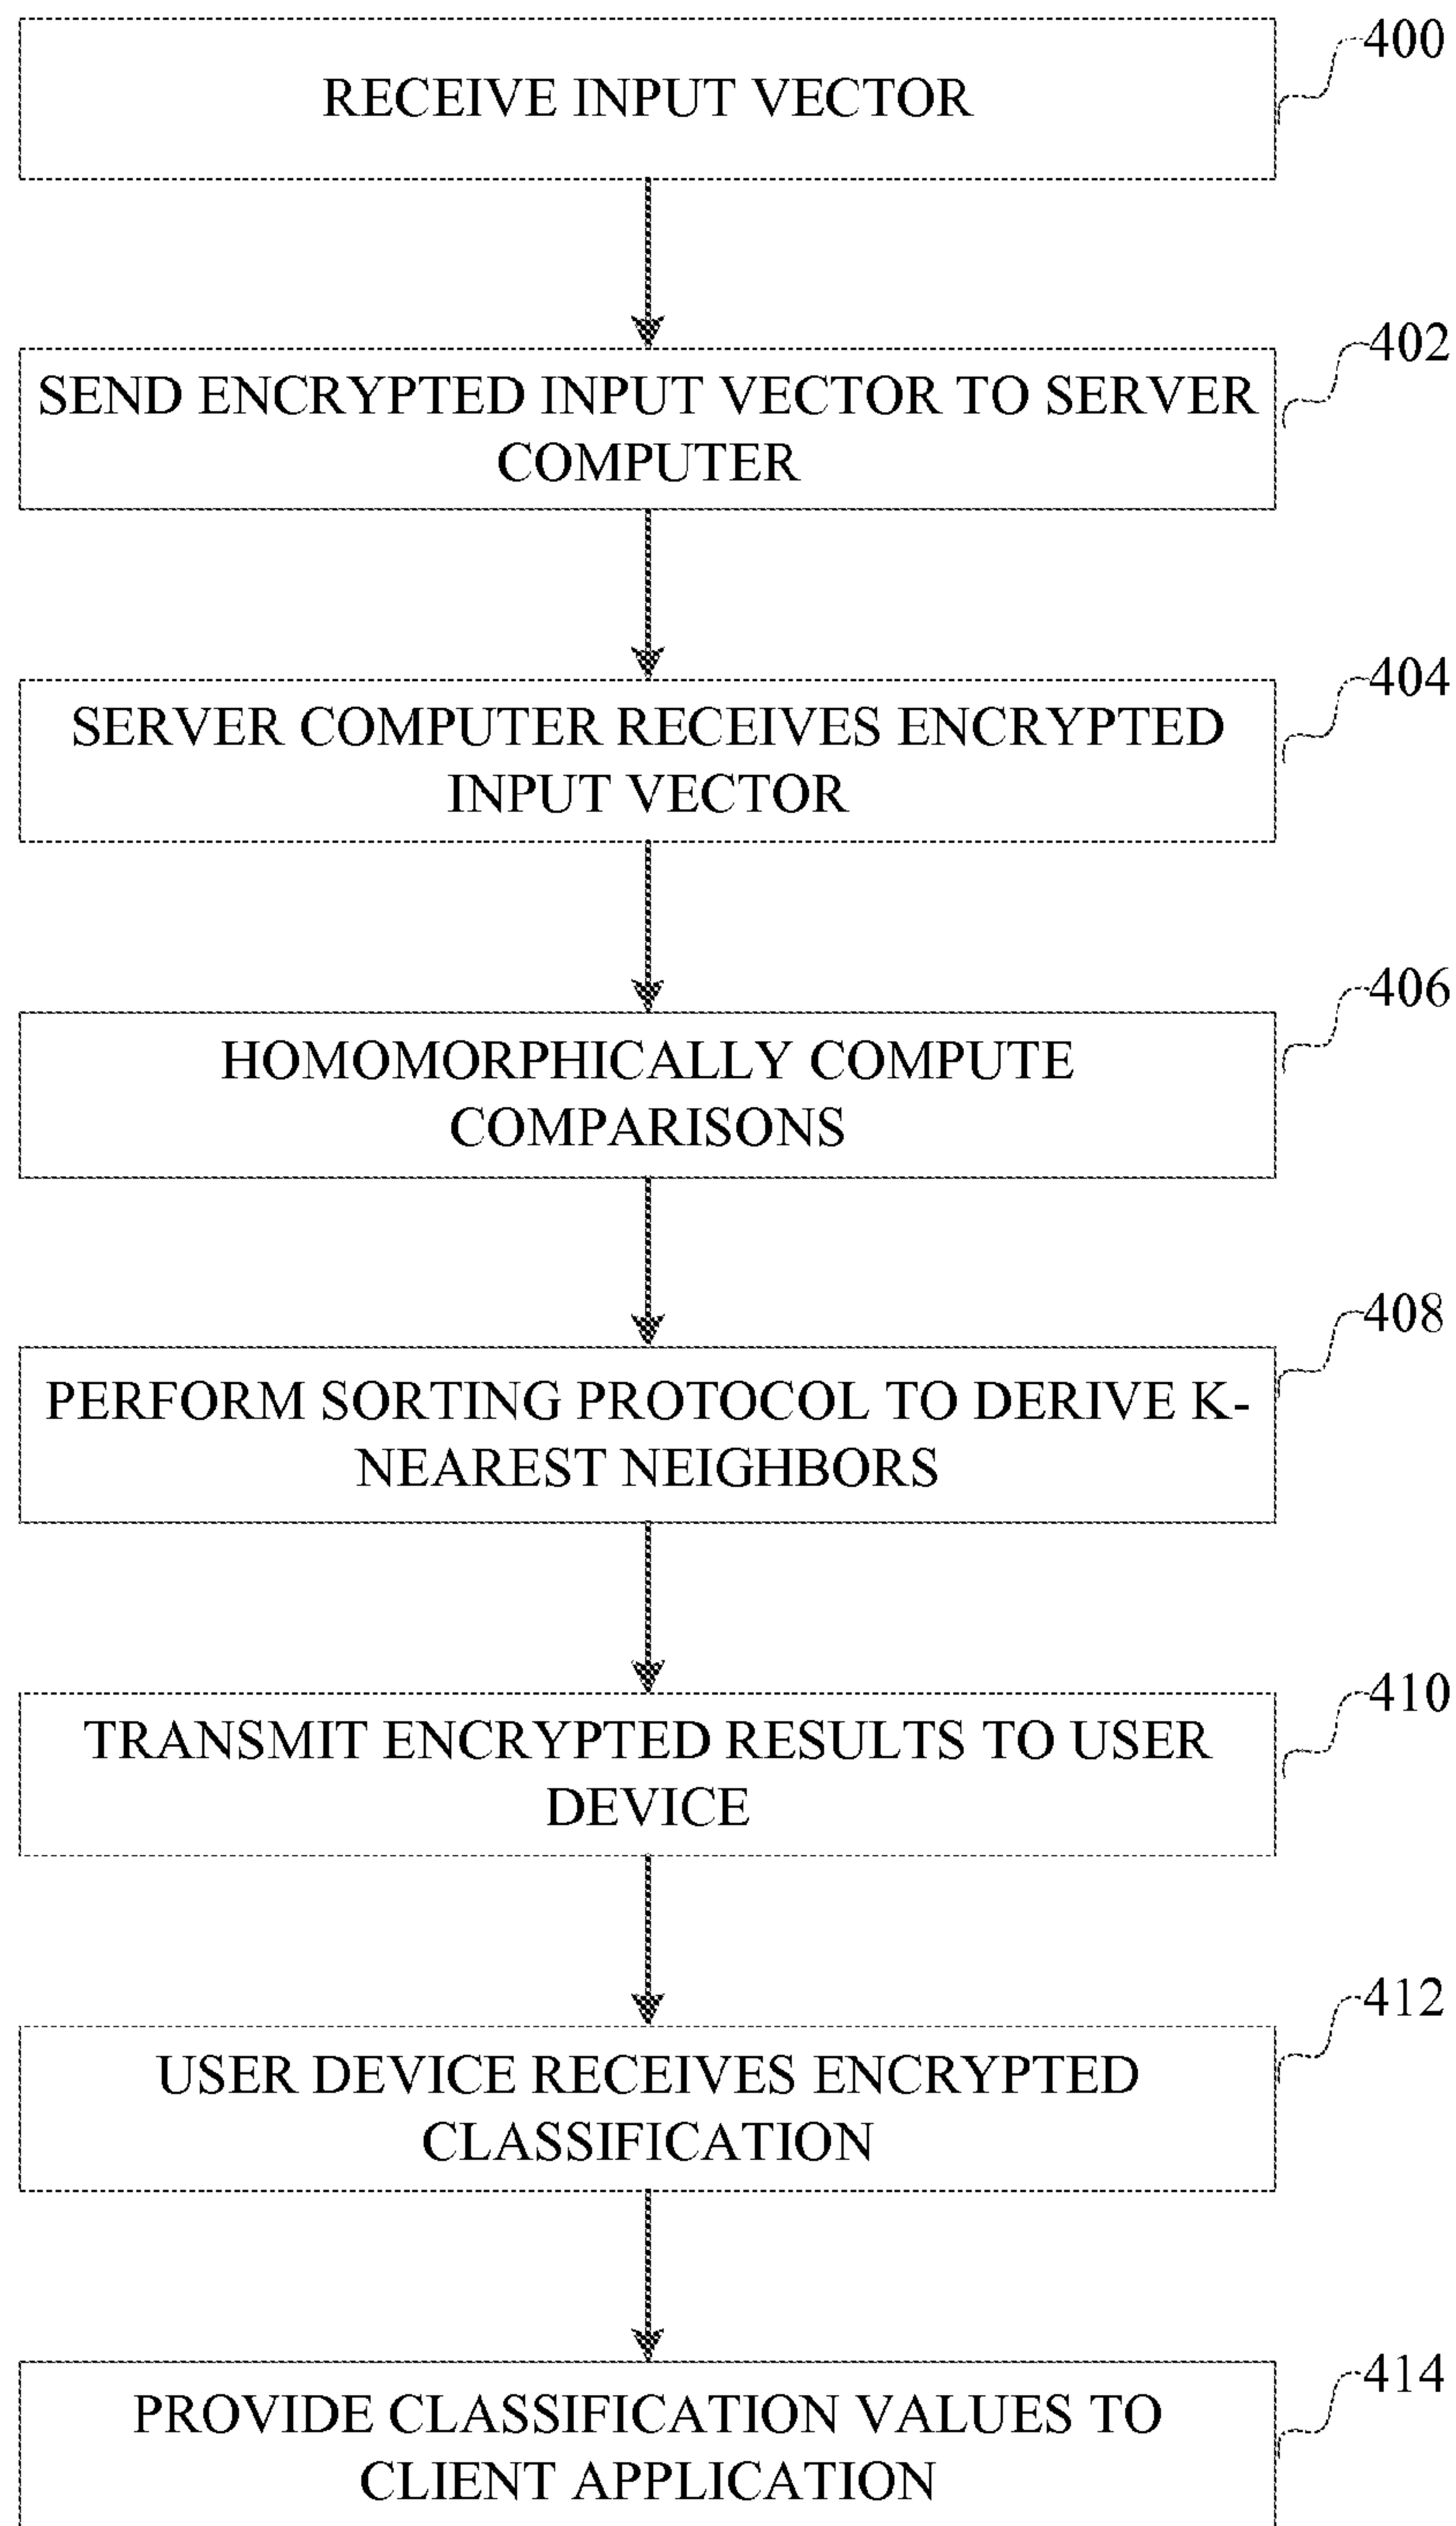 400
RECEIVE INPUT VECTOR
402
SEND ENCRYPTED INPUT VECTOR TO SERVER
COMPUTER
404
SERVER COMPUTER RECEIVES ENCRYPTED
INPUT VECTOR
406
HOMOMORPHICALLY COMPUTE
COMPARISONS
408
PERFORM SORTING PROTOCOL TO DERIVE K-
NEAREST NEIGHBORS
410
TRANSMIT ENCRYPTED RESULTS TO USER
DEVICE
412
USER DEVICE RECEIVES ENCRYPTED
CLASSIFICATION
414
PROVIDE CLASSIFICATION VALUES TO
CLIENT APPLICATION